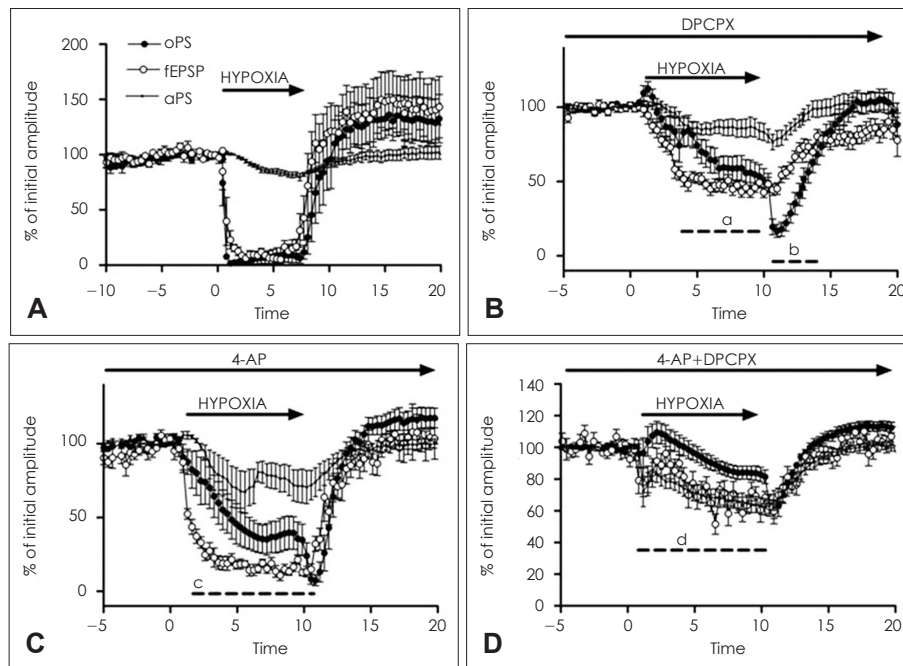 200
150
100
50
0
% of initial amplitude
oPS
fEPSP
aPS
HYPOXIA
−10 −5 0 5 10 15 20
Time
A
DPCPX
HYPOXIA
100
50
0
% of initial amplitude
a
b
−5 0 5 10 15 20
Time
B
4-AP
HYPOXIA
100
50
0
% of initial amplitude
c
−5 0 5 10 15 20
Time
C
4-AP+DPCPX
HYPOXIA
140
120
100
80
60
40
20
0
% of initial amplitude
d
−5 0 5 10 15 20
Time
D